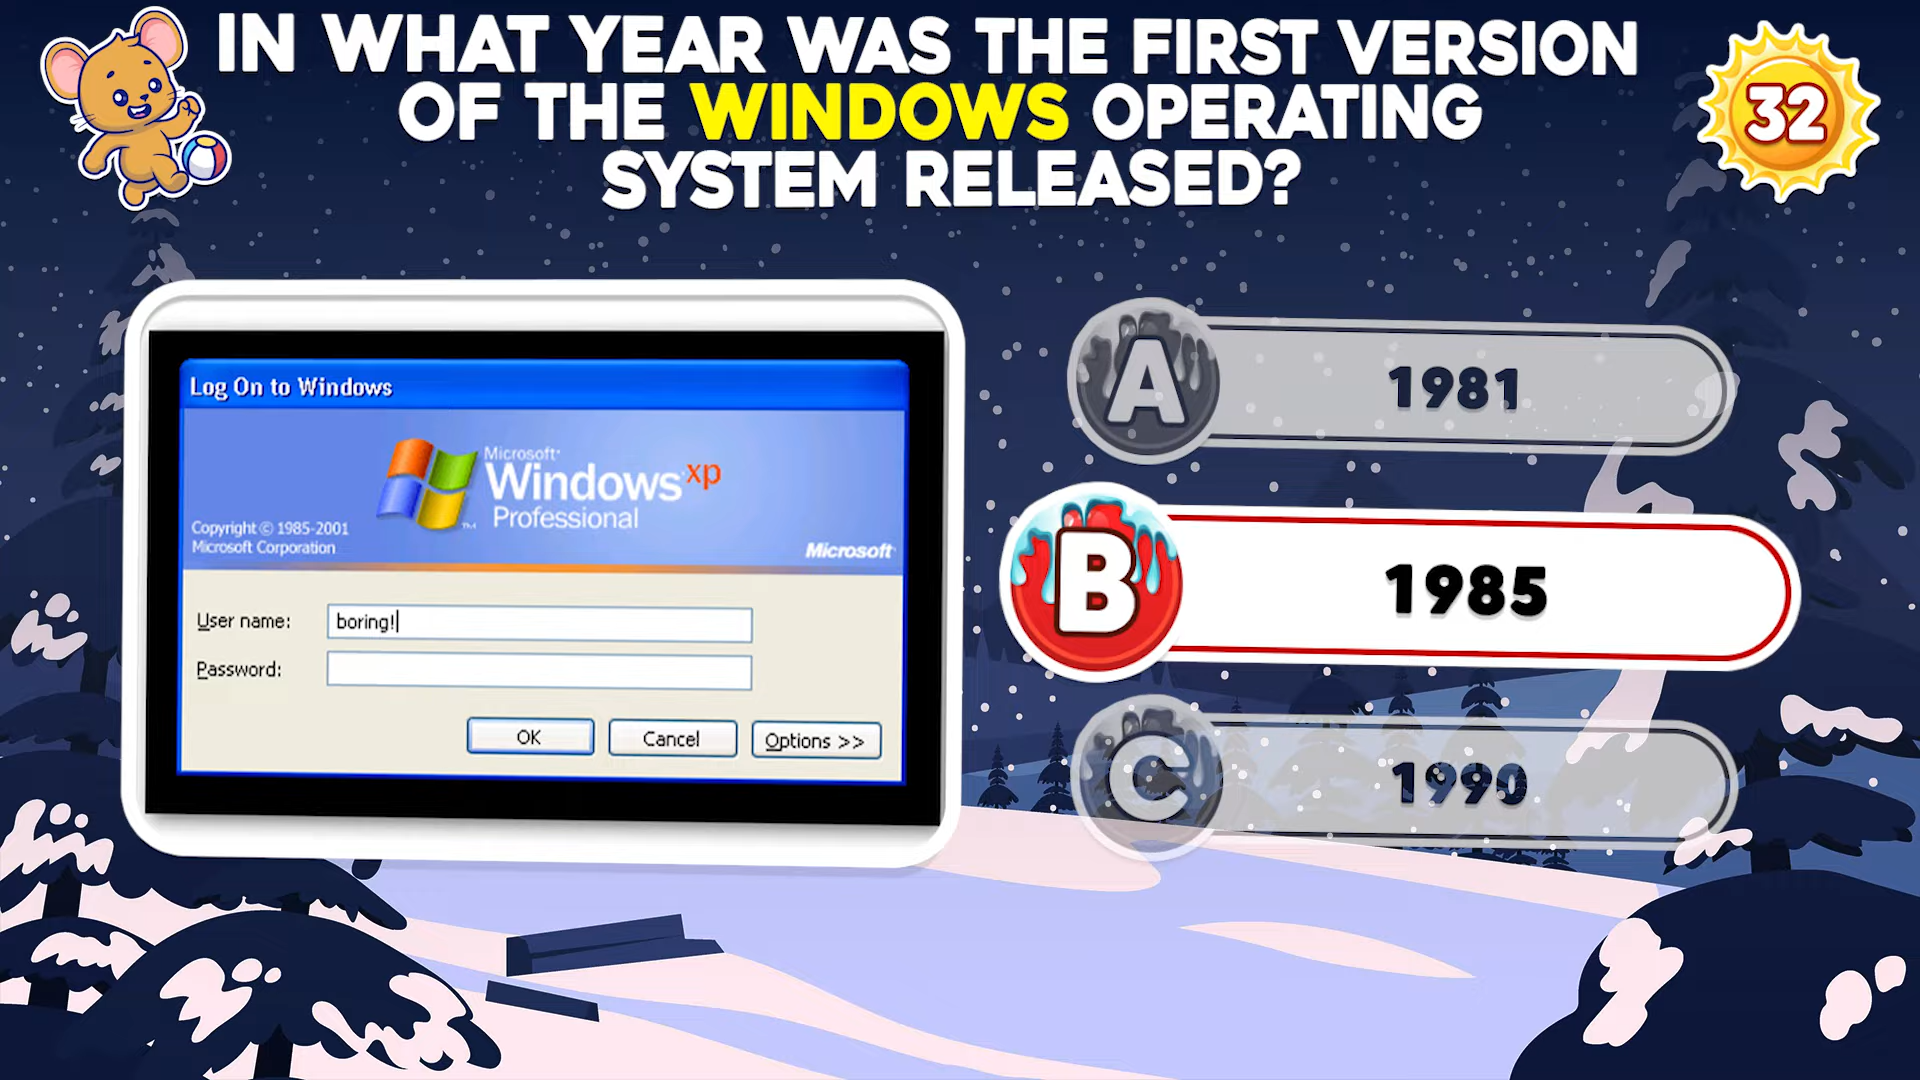 IN WHAT YEAR WAS THE FIRST VERSION
OF THE WINDOWS OPERATING
SYSTEM RELEASED?
32
Log On to Windows
Microsoft
Windows xp
Professional
Copyright © 1985-2001
Microsoft Corporation
Microsoft
User name: boring!
Password:
OK Cancel Options >>
A 1981
B 1985
C 1990